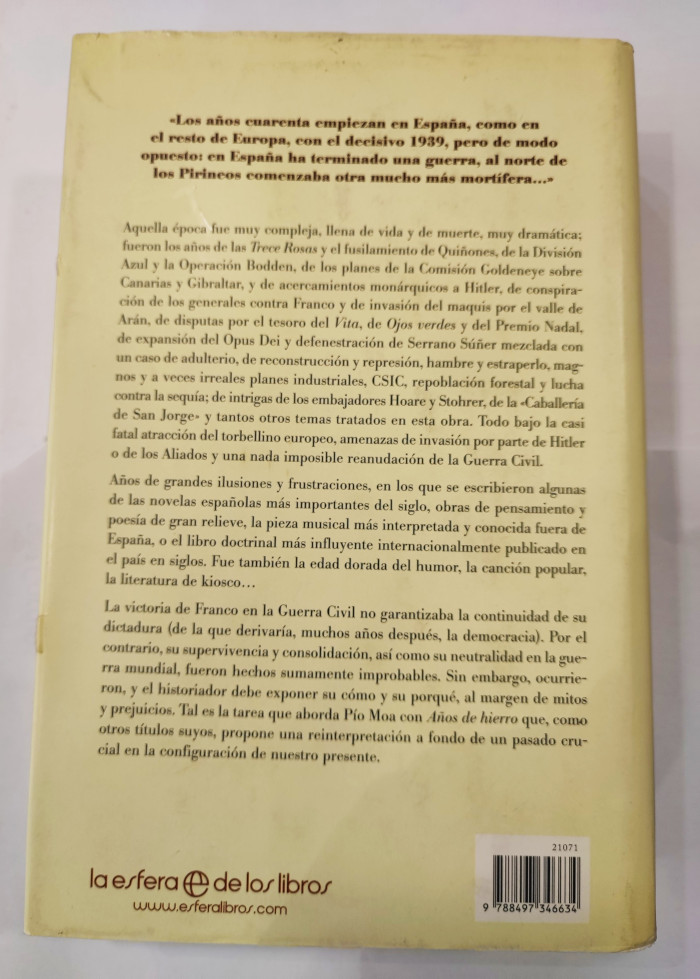 «Los años cuarenta empiezan en España, como en
el resto de Europa, con el decisivo 1939, pero de modo
opuesto: en España ha terminado una guerra, al norte de
los Pirineos comenzaba otra mucho más mortífera...»
Aquella época fue muy compleja, llena de vida y de muerte, muy dramática;
fueron los años de las Trece Rosas y el fusilamiento de Quiñones, de la División
Azul y la Operación Bodden, de los planes de la Comisión Goldeneye sobre
Canarias y Gibraltar, y de acercamientos monárquicos a Hitler, de conspira-
ción de los generales contra Franco y de invasión del maquis por el valle de
Arán, de disputas por el tesoro del Vita, de Ojos verdes y del Premio Nadal,
de expansión del Opus Dei y defenestración de Serrano Súñer mezclada con
un caso de adulterio, de reconstrucción y represión, hambre y estraperlo, mag-
nos y a veces irreales planes industriales, CSIC, repoblación forestal y lucha
contra la sequía; de intrigas de los embajadores Hoare y Stohrer, de la «Caballería
de San Jorge» y tantos otros temas tratados en esta obra. Todo bajo la casi
fatal atracción del torbellino europeo, amenazas de invasión por parte de Hitler
o de los Aliados y una nada imposible reanudación de la Guerra Civil.
Años de grandes ilusiones y frustraciones, en los que se escribieron algunas
de las novelas españolas más importantes del siglo, obras de pensamiento y
poesía de gran relieve, la pieza musical más interpretada y conocida fuera de
España, o el libro doctrinal más influyente internacionalmente publicado en
el país en siglos. Fue también la edad dorada del humor, la canción popular,
la literatura de kiosco...
La victoria de Franco en la Guerra Civil no garantizaba la continuidad de su
dictadura (de la que derivaría, muchos años después, la democracia). Por el
contrario, su supervivencia y consolidación, así como su neutralidad en la gue-
rra mundial, fueron hechos sumamente improbables. Sin embargo, ocurrie-
ron, y el historiador debe exponer su cómo y su porqué, al margen de mitos
y prejuicios. Tal es la tarea que aborda Pío Moa con Años de hierro que, como
otros títulos suyos, propone una reinterpretación a fondo de un pasado cru-
cial en la configuración de nuestro presente.
la esfera de los libros
www.esferalibros.com
21071
9 788497 346634